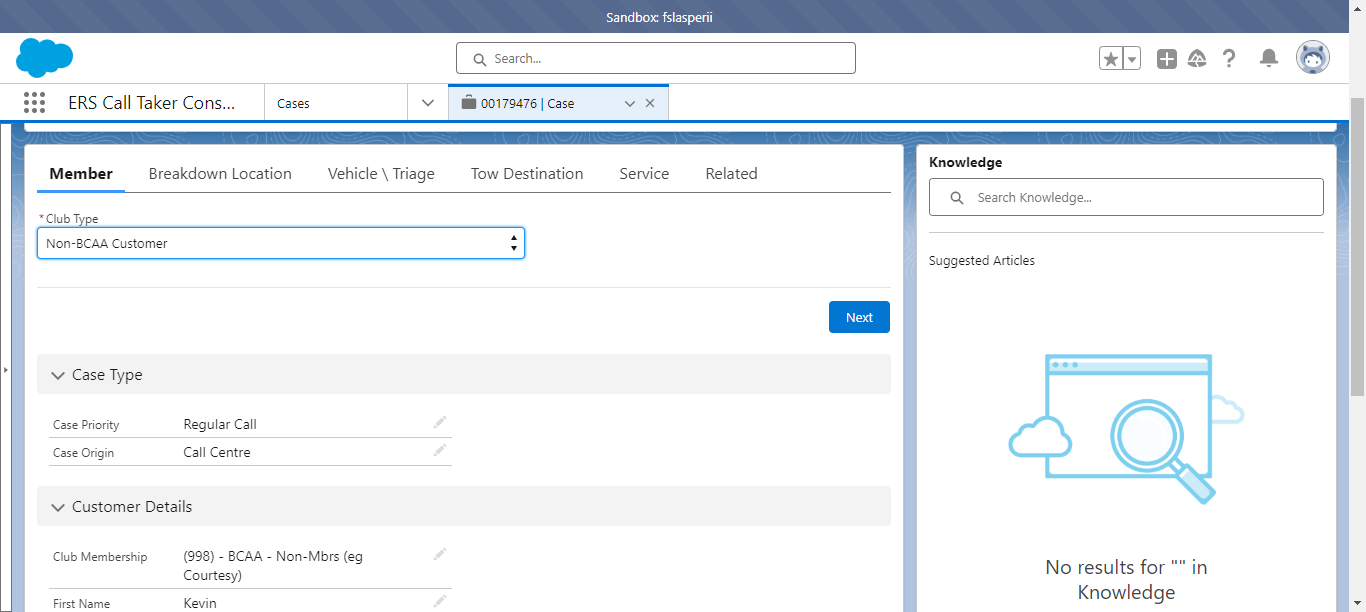 Sandbox: fslasperii
Search...
ERS Call Taker Cons...
Cases
00179476 | Case
Member
Breakdown Location
Vehicle \ Triage
Tow Destination
Service
Related
*Club Type
Non-BCAA Customer
Next
Case Type
Case Priority
Regular Call
Case Origin
Call Centre
Customer Details
Club Membership
(998) - BCAA - Non-Mbrs (eg
Courtesy)
First Name
Kevin
Knowledge
Search Knowledge...
Suggested Articles
No results for "" in
Knowledge